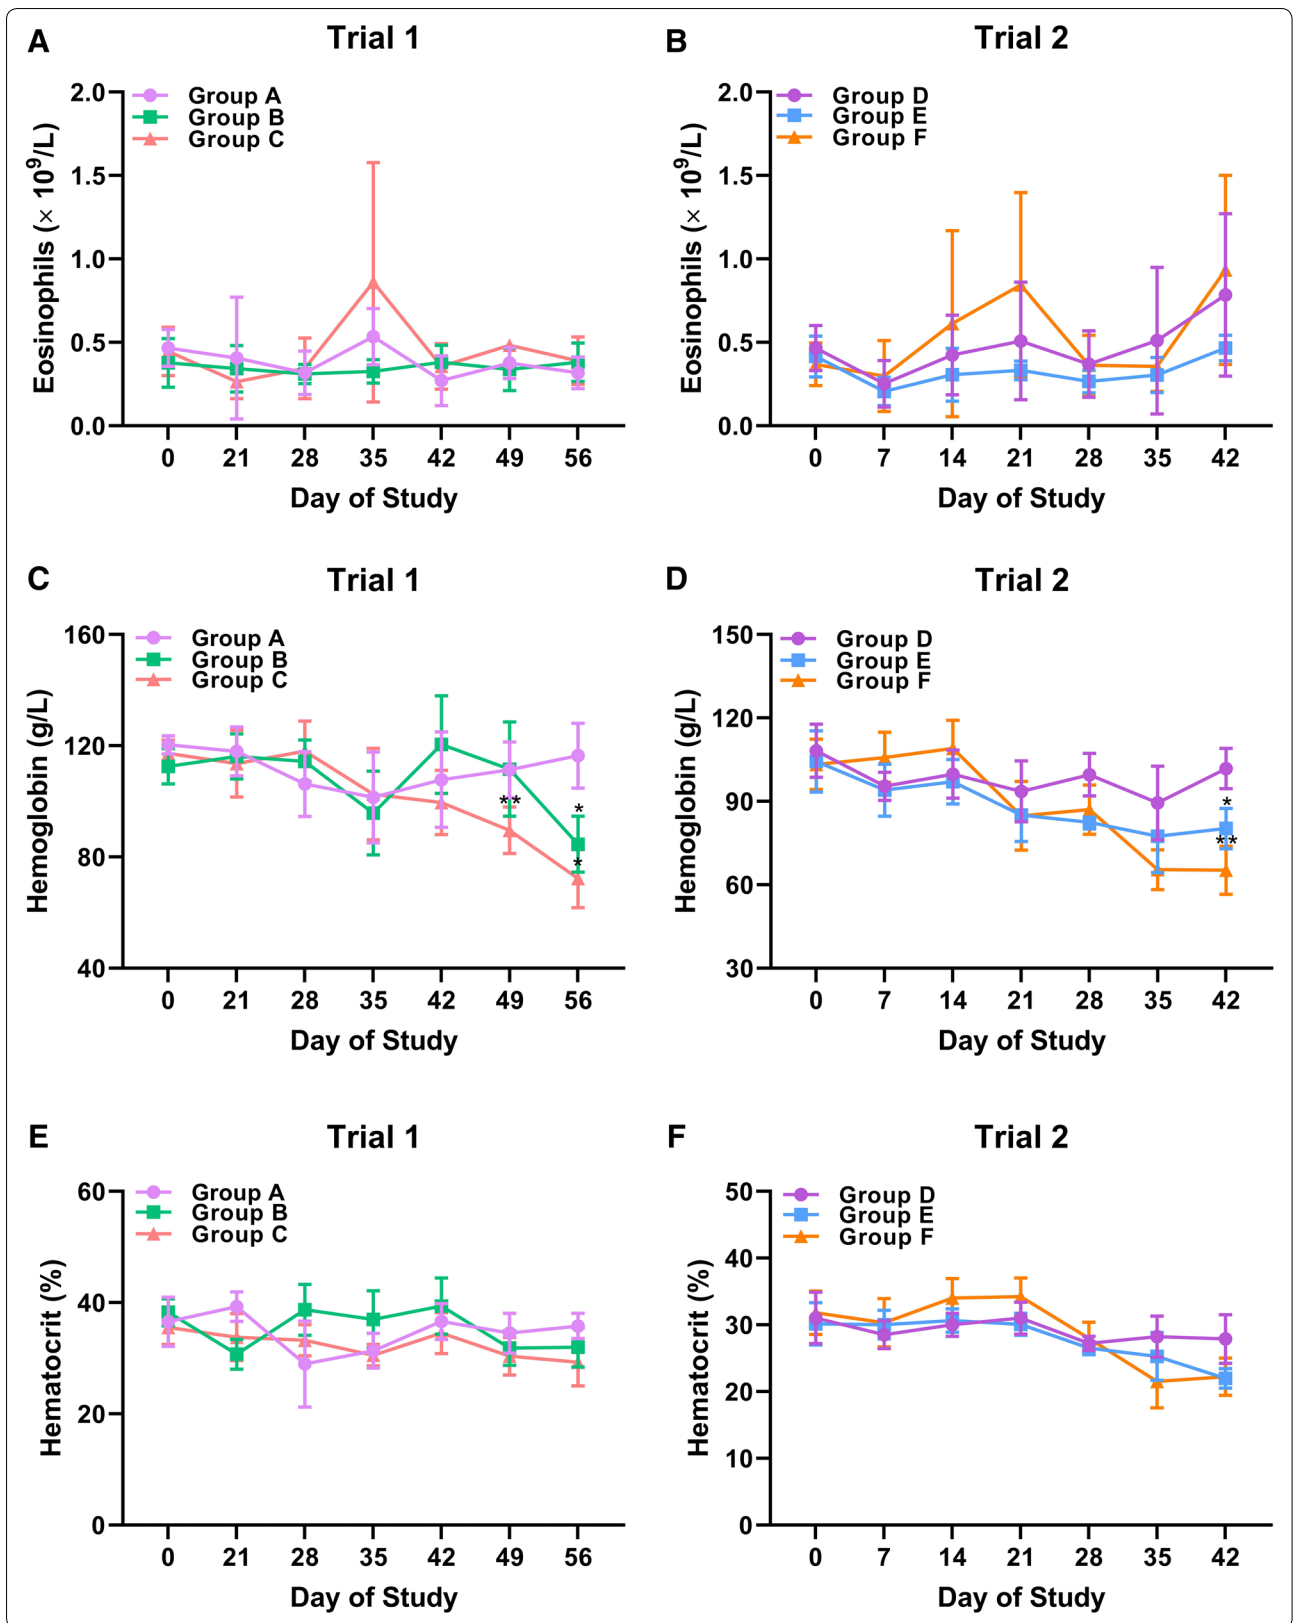 A
Trial 1
Eosinophils (× 10⁹/L)
Group A
Group B
Group C
2.0
1.5
1.0
0.5
0.0
0 21 28 35 42 49 56
Day of Study
B
Trial 2
Eosinophils (× 10⁹/L)
Group D
Group E
Group F
2.0
1.5
1.0
0.5
0.0
0 7 14 21 28 35 42
Day of Study
C
Trial 1
Hemoglobin (g/L)
Group A
Group B
Group C
160
120
80
40
**
*
*
0 21 28 35 42 49 56
Day of Study
D
Trial 2
Hemoglobin (g/L)
Group D
Group E
Group F
150
120
90
60
30
*
**
0 7 14 21 28 35 42
Day of Study
E
Trial 1
Hematocrit (%)
Group A
Group B
Group C
60
40
20
0
0 21 28 35 42 49 56
Day of Study
F
Trial 2
Hematocrit (%)
Group D
Group E
Group F
50
40
30
20
10
0
0 7 14 21 28 35 42
Day of Study